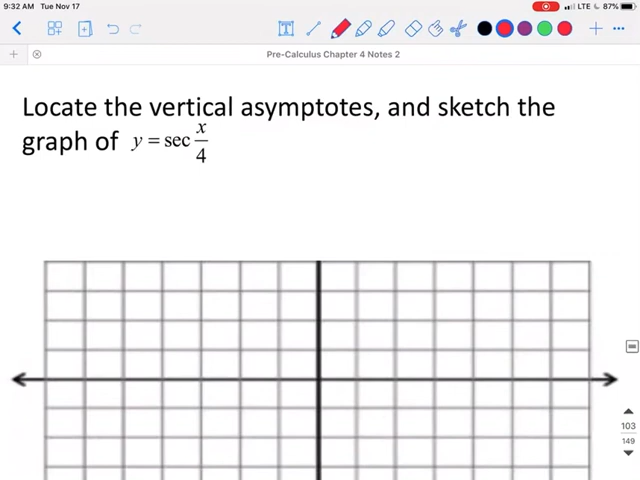 9:32 AM Tue Nov 17 LTE 87%
T
Pre-Calculus Chapter 4 Notes 2
Locate the vertical asymptotes, and sketch the
graph of y = sec x/4
103
149